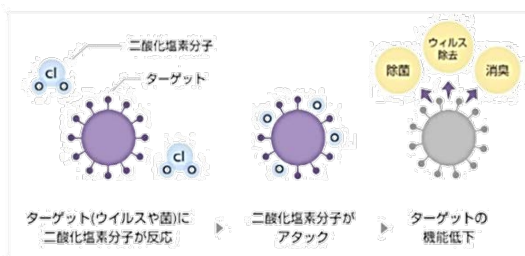 二酸化塩素分子
Cl
O O
ターゲット
Cl
O O
ターゲット(ウイルスや菌)に
二酸化塩素分子が反応
O
O
O
O
O
二酸化塩素分子が
アタック
除菌
ウィルス
除去
消臭
ターゲットの
機能低下